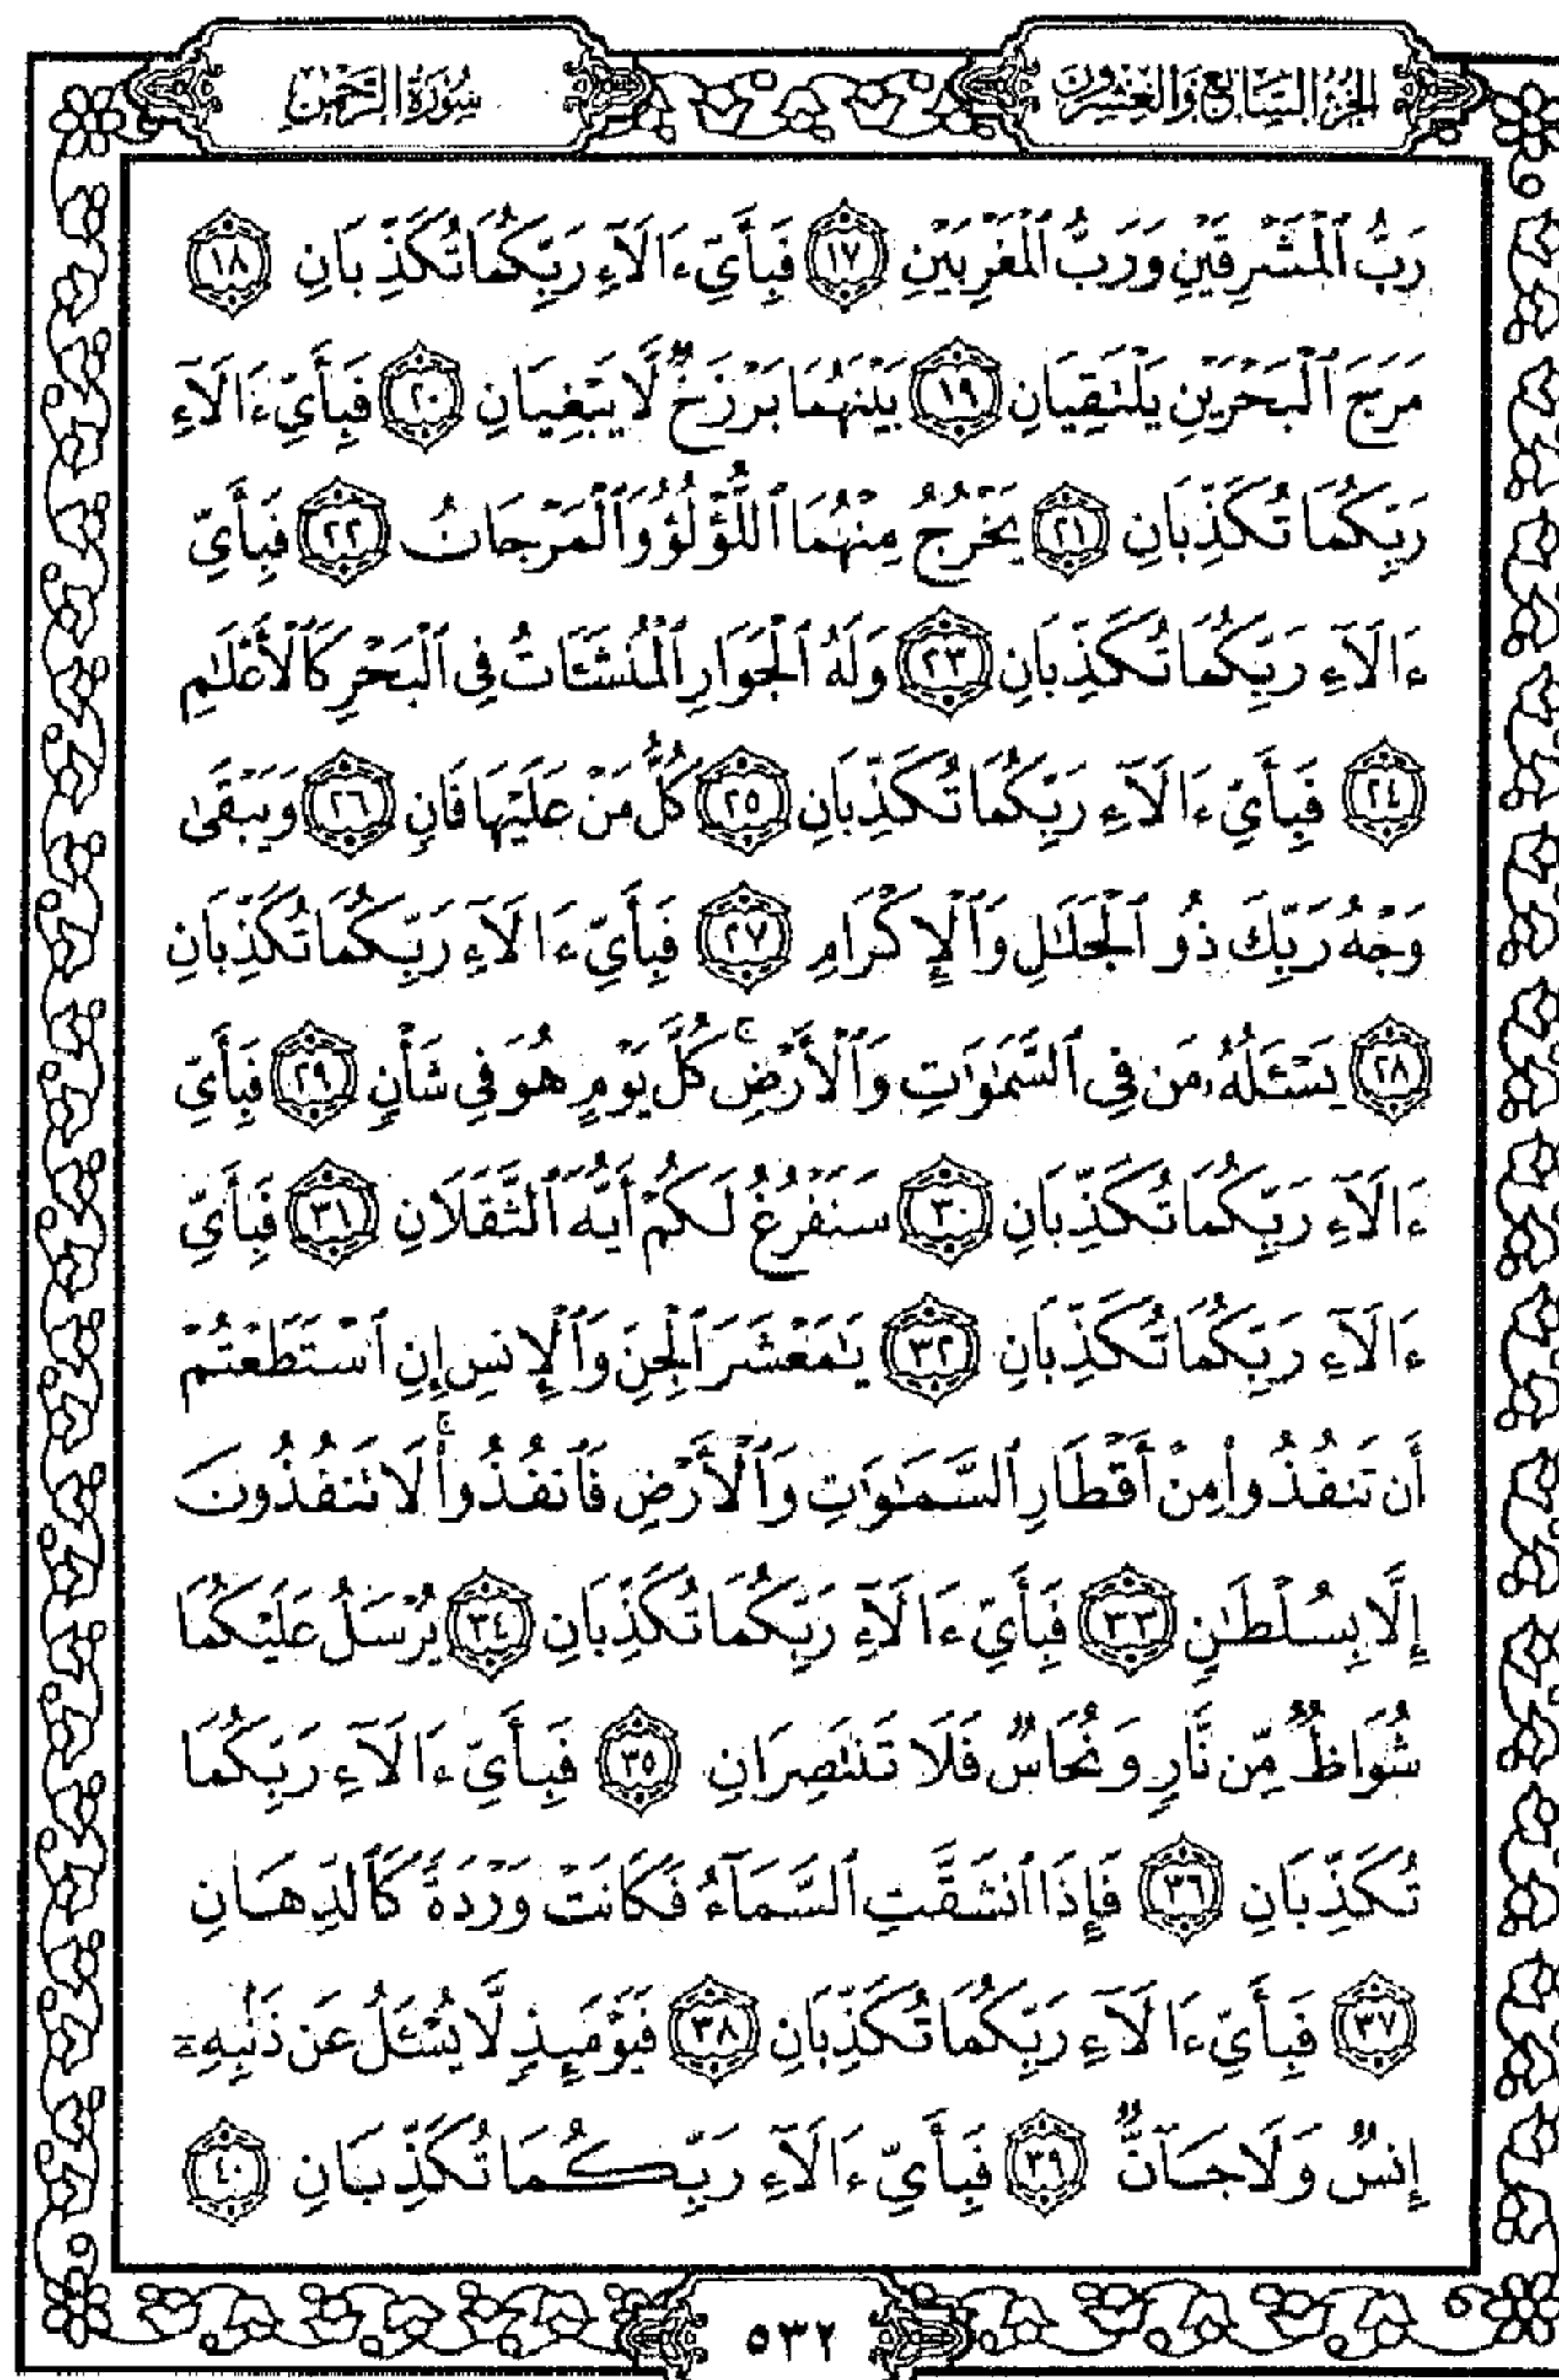 الجزء السابع والعشرون
سورة الرحمن
رَبُّ ٱلْمَشْرِقَيْنِ وَرَبُّ ٱلْمَغْرِبَيْنِ ١٧ فَبِأَيِّ ءَالَآءِ رَبِّكُمَا تُكَذِّبَانِ ١٨
مَرَجَ ٱلْبَحْرَيْنِ يَلْتَقِيَانِ ١٩ بَيْنَهُمَا بَرْزَخٌ لَّا يَبْغِيَانِ ٢٠ فَبِأَيِّ ءَالَآءِ
رَبِّكُمَا تُكَذِّبَانِ ٢١ يَخْرُجُ مِنْهُمَا ٱللُّؤْلُؤُ وَٱلْمَرْجَانُ ٢٢ فَبِأَيِّ
ءَالَآءِ رَبِّكُمَا تُكَذِّبَانِ ٢٣ وَلَهُ ٱلْجَوَارِ ٱلْمُنشَـَٔاتُ فِى ٱلْبَحْرِ كَٱلْأَعْلَـٰمِ
٢٤ فَبِأَيِّ ءَالَآءِ رَبِّكُمَا تُكَذِّبَانِ ٢٥ كُلُّ مَنْ عَلَيْهَا فَانٍ ٢٦ وَيَبْقَىٰ
وَجْهُ رَبِّكَ ذُو ٱلْجَلَـٰلِ وَٱلْإِكْرَامِ ٢٧ فَبِأَيِّ ءَالَآءِ رَبِّكُمَا تُكَذِّبَانِ
٢٨ يَسْـَٔلُهُۥ مَن فِى ٱلسَّمَـٰوَٰتِ وَٱلْأَرْضِ ۚ كُلَّ يَوْمٍ هُوَ فِى شَأْنٍ ٢٩ فَبِأَيِّ
ءَالَآءِ رَبِّكُمَا تُكَذِّبَانِ ٣٠ سَنَفْرُغُ لَكُمْ أَيُّهَ ٱلثَّقَلَانِ ٣١ فَبِأَيِّ
ءَالَآءِ رَبِّكُمَا تُكَذِّبَانِ ٣٢ يَـٰمَعْشَرَ ٱلْجِنِّ وَٱلْإِنسِ إِنِ ٱسْتَطَعْتُمْ
أَن تَنفُذُوا۟ مِنْ أَقْطَارِ ٱلسَّمَـٰوَٰتِ وَٱلْأَرْضِ فَٱنفُذُوا۟ ۚ لَا تَنفُذُونَ
إِلَّا بِسُلْطَـٰنٍ ٣٣ فَبِأَيِّ ءَالَآءِ رَبِّكُمَا تُكَذِّبَانِ ٣٤ يُرْسَلُ عَلَيْكُمَا
شُوَاظٌ مِّن نَّارٍ وَنُحَاسٌ فَلَا تَنتَصِرَانِ ٣٥ فَبِأَيِّ ءَالَآءِ رَبِّكُمَا
تُكَذِّبَانِ ٣٦ فَإِذَا ٱنشَقَّتِ ٱلسَّمَآءُ فَكَانَتْ وَرْدَةً كَٱلدِّهَانِ
٣٧ فَبِأَيِّ ءَالَآءِ رَبِّكُمَا تُكَذِّبَانِ ٣٨ فَيَوْمَئِذٍ لَّا يُسْـَٔلُ عَن ذَنۢبِهِۦٓ
إِنسٌ وَلَا جَآنٌّ ٣٩ فَبِأَيِّ ءَالَآءِ رَبِّكُمَا تُكَذِّبَانِ ٤٠
٥٣٢